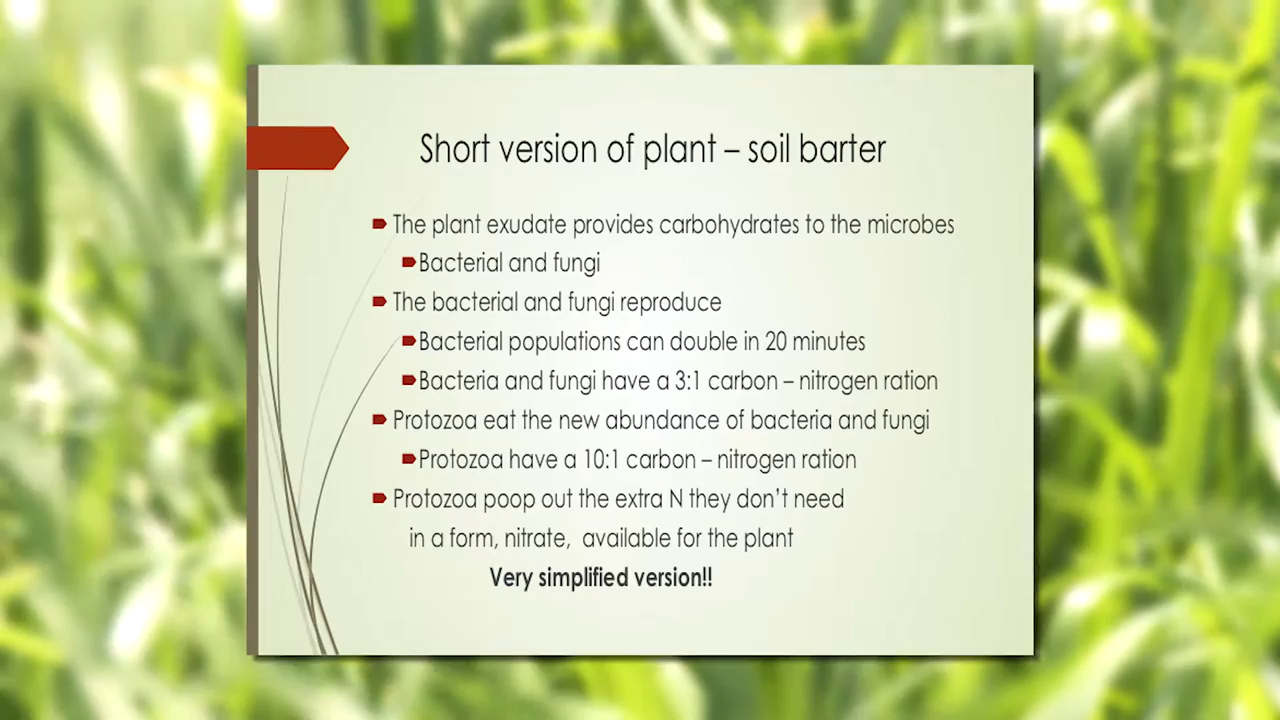 Short version of plant – soil barter
The plant exudate provides carbohydrates to the microbes
Bacterial and fungi
The bacterial and fungi reproduce
Bacterial populations can double in 20 minutes
Bacteria and fungi have a 3:1 carbon – nitrogen ration
Protozoa eat the new abundance of bacteria and fungi
Protozoa have a 10:1 carbon – nitrogen ration
Protozoa poop out the extra N they don’t need
in a form, nitrate,  available for the plant
Very simplified version!!